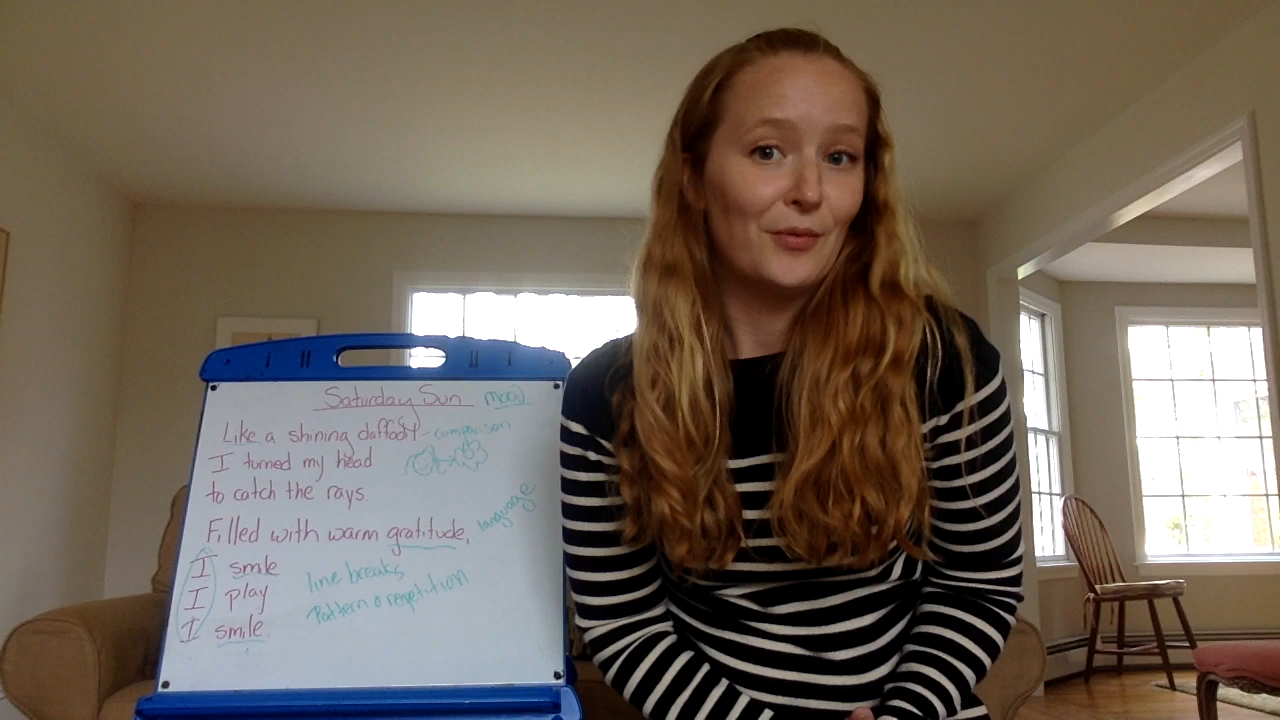 Saturday Sun mood
Like a shining daffodil - comparison
I turned my head
to catch the rays.
Filled with warm gratitude, language
I smile
I play line breaks
I smile. Pattern & repetition